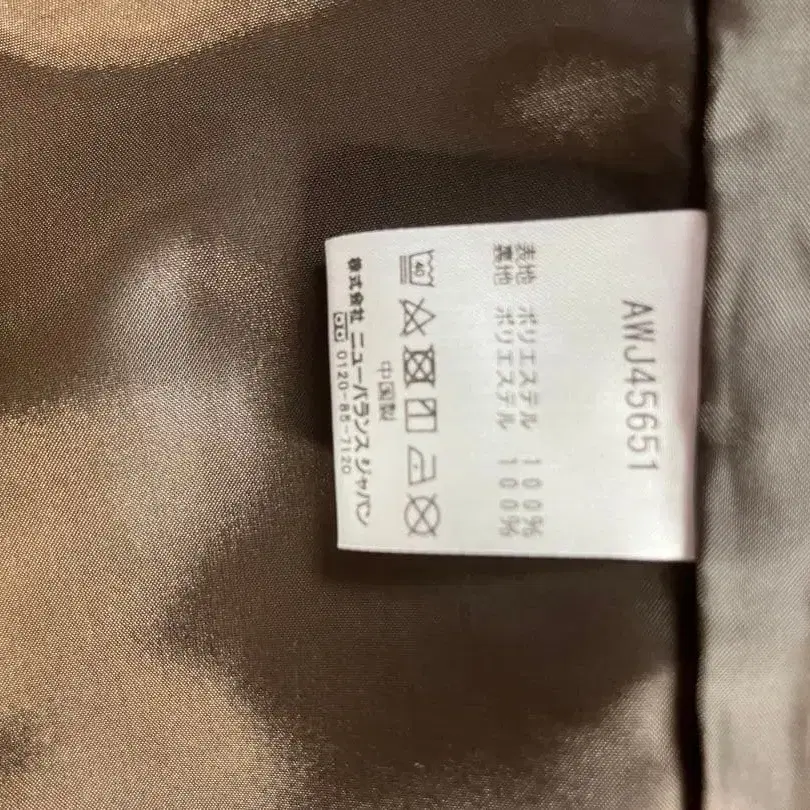 AWJ45651
表地 ポリエステル 100%
裏地 ポリエステル 100%
40
中国製
株式会社 ニューバランス ジャパン
0120-85-7120